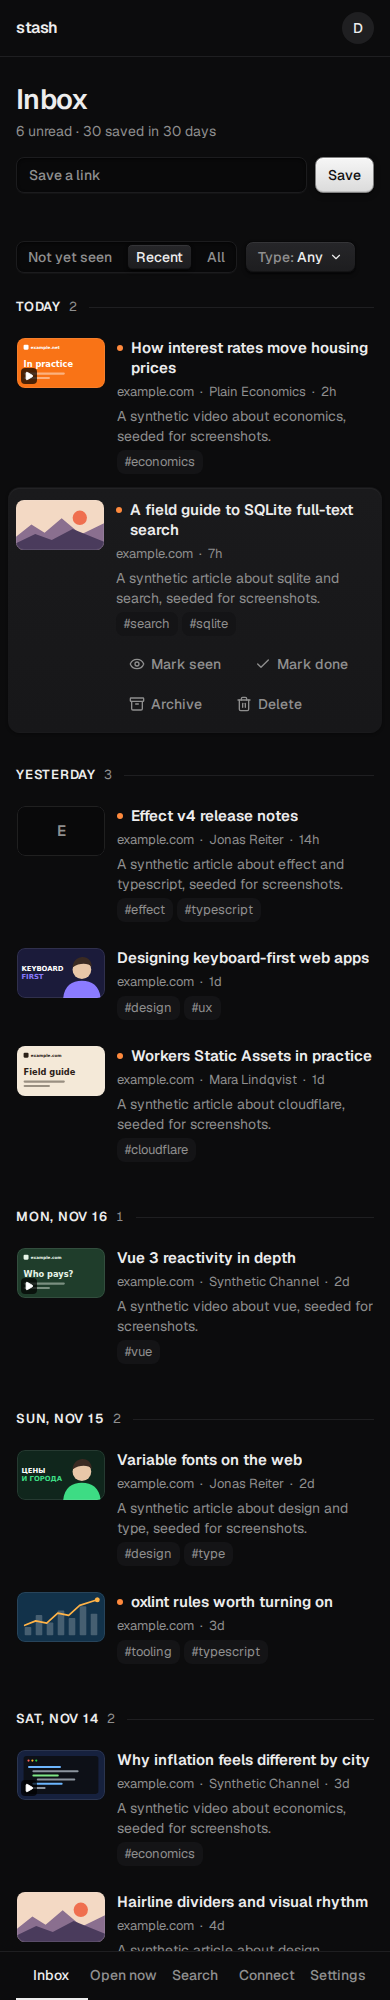 stash
D
Inbox
6 unread · 30 saved in 30 days
Save a link
Save
Not yet seen
Recent
All
Type: Any
TODAY 2
example.net
In practice
How interest rates move housing
prices
example.com · Plain Economics · 2h
A synthetic video about economics,
seeded for screenshots.
#economics
A field guide to SQLite full-text
search
example.com · 7h
A synthetic article about sqlite and
search, seeded for screenshots.
#search #sqlite
Mark seen
Mark done
Archive
Delete
YESTERDAY 3
E
Effect v4 release notes
example.com · Jonas Reiter · 14h
A synthetic article about effect and
typescript, seeded for screenshots.
#effect #typescript
KEYBOARD
FIRST
Designing keyboard-first web apps
example.com · 1d
#design #ux
example.com
Field guide
Workers Static Assets in practice
example.com · Mara Lindqvist · 1d
A synthetic article about cloudflare,
seeded for screenshots.
#cloudflare
MON, NOV 16 1
example.com
Who pays?
Vue 3 reactivity in depth
example.com · Synthetic Channel · 2d
A synthetic video about vue, seeded for
screenshots.
#vue
SUN, NOV 15 2
ЦЕНЫ
И ГОРОДА
Variable fonts on the web
example.com · Jonas Reiter · 2d
A synthetic article about design and
type, seeded for screenshots.
#design #type
oxlint rules worth turning on
example.com · 3d
#tooling #typescript
SAT, NOV 14 2
Why inflation feels different by city
example.com · Synthetic Channel · 3d
A synthetic video about economics,
seeded for screenshots.
#economics
Hairline dividers and visual rhythm
example.com · 4d
A synthetic article about design,
Inbox
Open now
Search
Connect
Settings